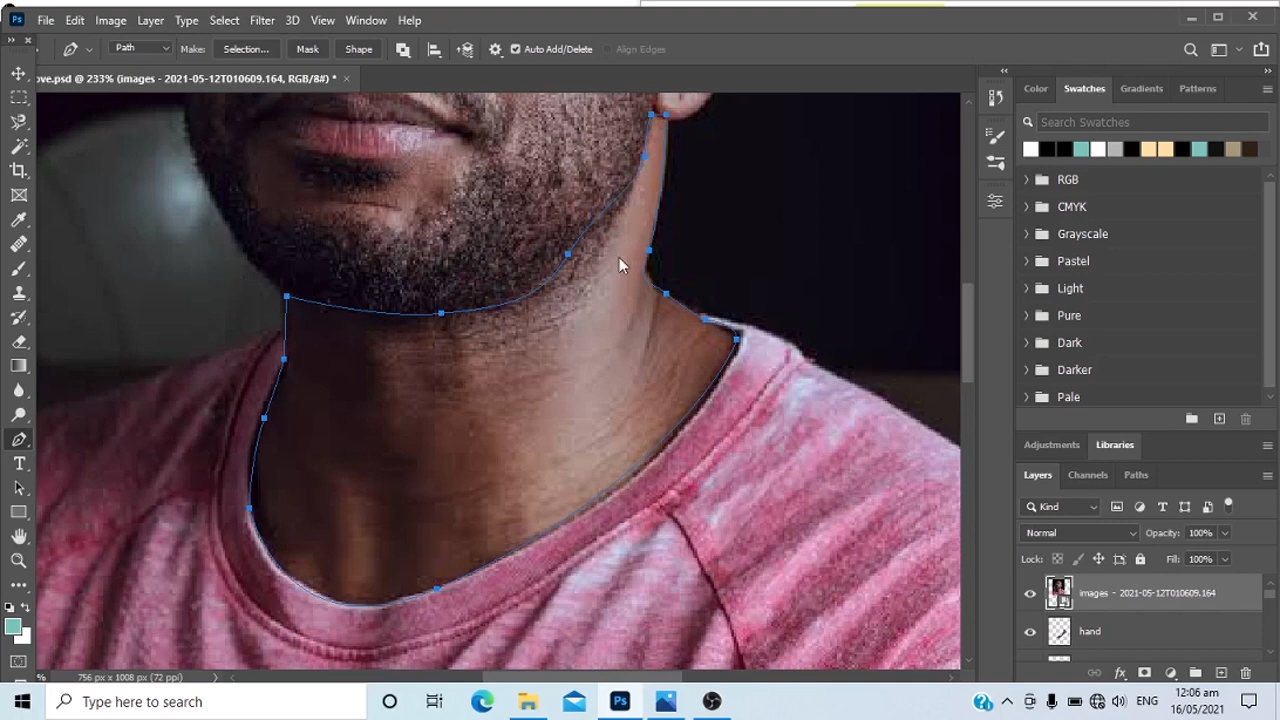 Ps File Edit Image Layer Type Select Filter 3D View Window Help
Path Make: Selection... Mask Shape Auto Add/Delete Align Edges
ove.psd @ 233% (images - 2021-05-12T010609.164, RGB/8#) *
Color Swatches Gradients Patterns
Search Swatches
RGB
CMYK
Grayscale
Pastel
Light
Pure
Dark
Darker
Pale
Adjustments Libraries
Layers Channels Paths
Kind
Normal Opacity: 100%
Lock: Fill: 100%
images - 2021-05-12T010609.164
hand
% 756 px x 1008 px (72 ppi)
Type here to search
Ps
ENG
12:06 am
16/05/2021